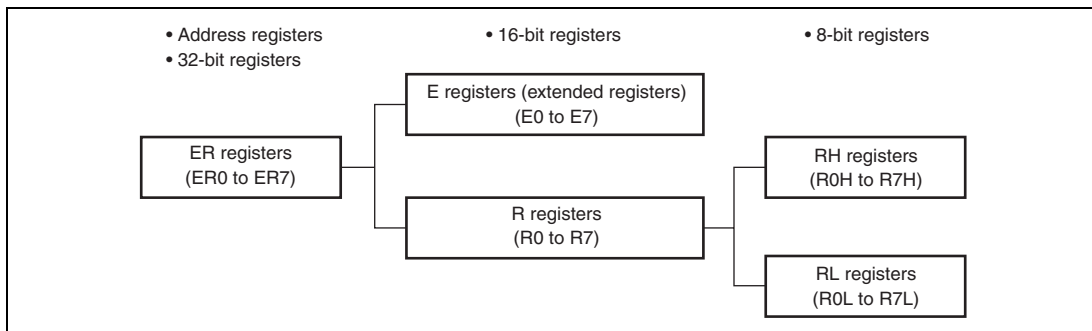 • Address registers
• 32-bit registers
• 16-bit registers
• 8-bit registers
E registers (extended registers)
(E0 to E7)
ER registers
(ER0 to ER7)
R registers
(R0 to R7)
RH registers
(R0H to R7H)
RL registers
(R0L to R7L)